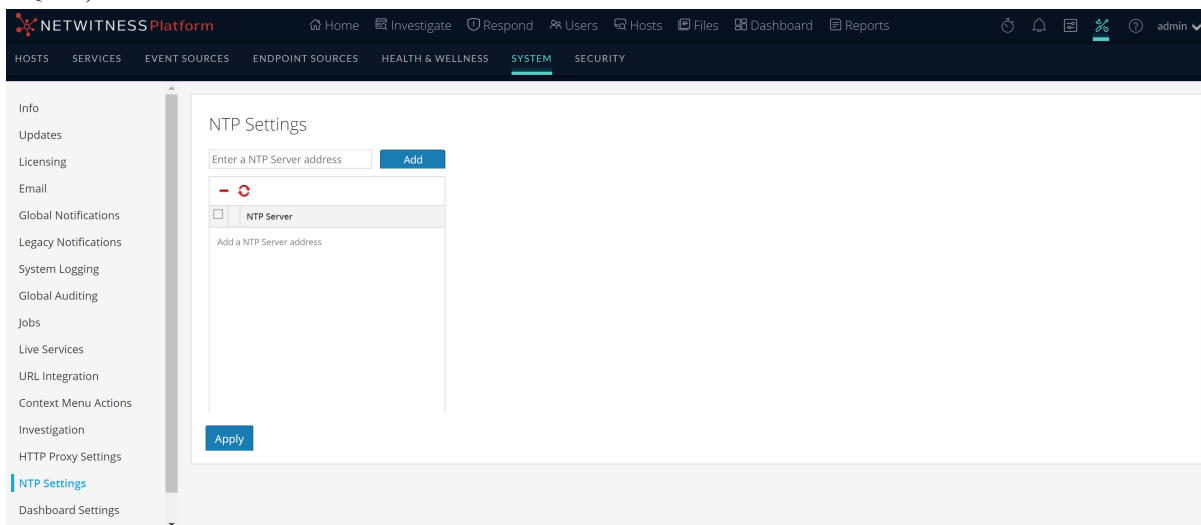 NETWITNESS Platform Home Investigate Respond Users Hosts Files Dashboard Reports admin
HOSTS SERVICES EVENT SOURCES ENDPOINT SOURCES HEALTH & WELLNESS SYSTEM SECURITY
Info
Updates
Licensing
Email
Global Notifications
Legacy Notifications
System Logging
Global Auditing
Jobs
Live Services
URL Integration
Context Menu Actions
Investigation
HTTP Proxy Settings
NTP Settings
Dashboard Settings
NTP Settings
Enter a NTP Server address Add
NTP Server
Add a NTP Server address
Apply